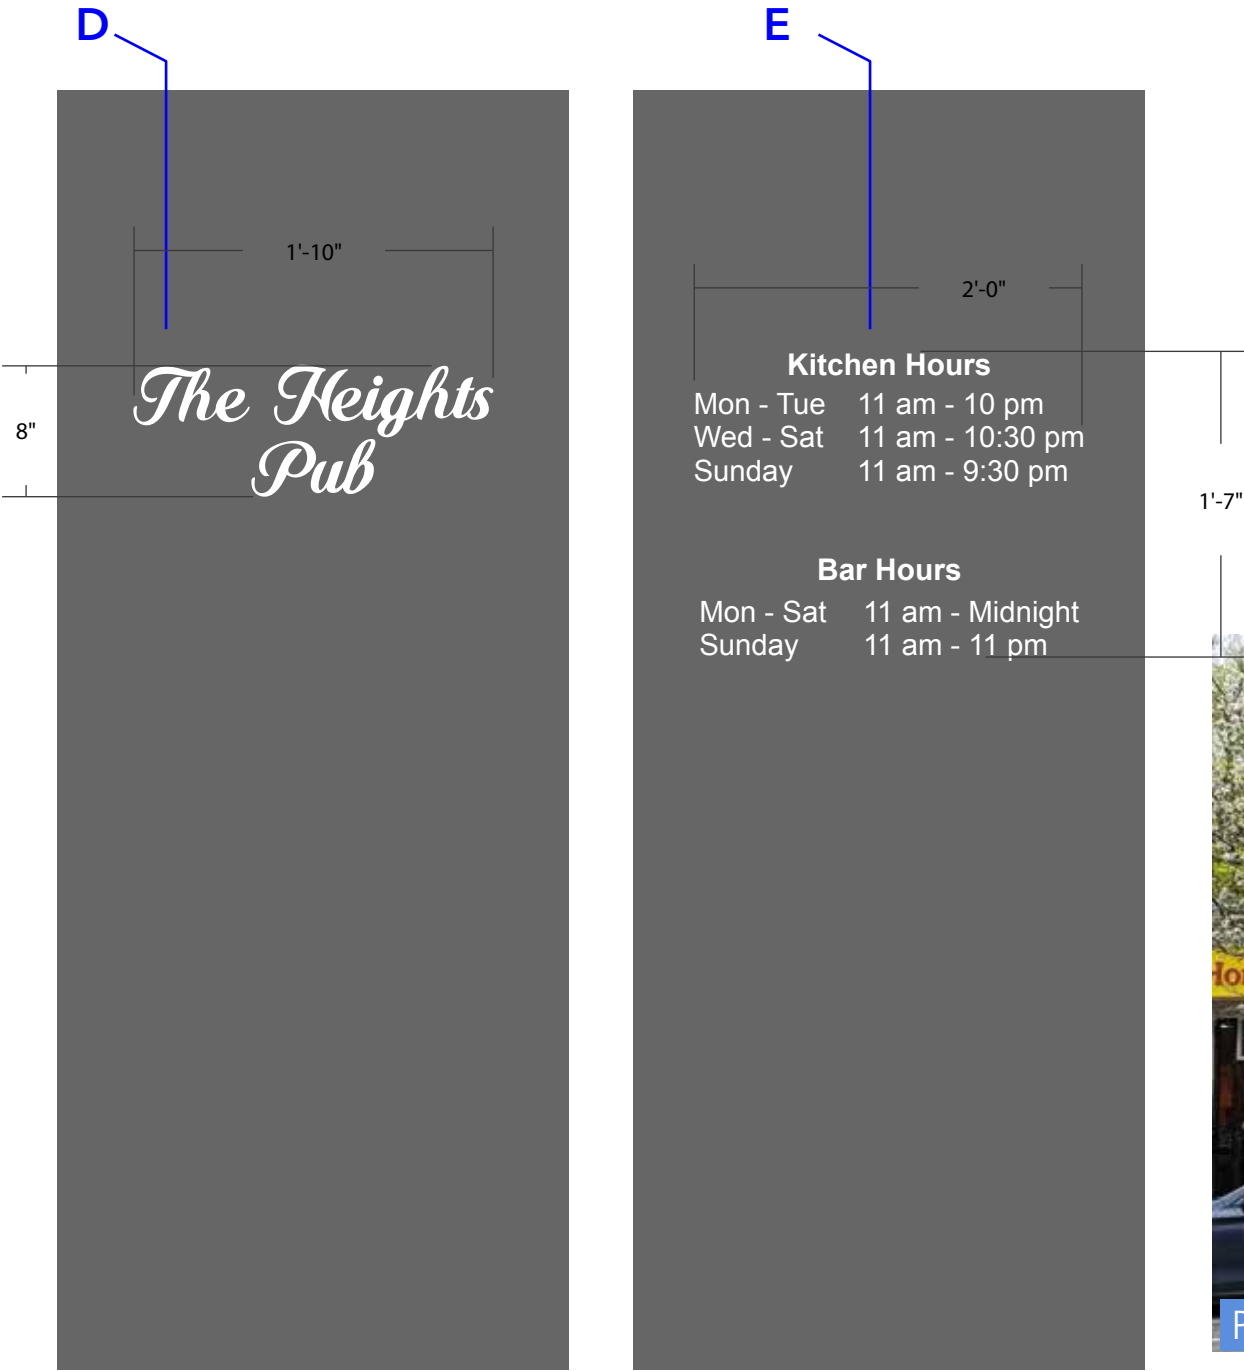 D
E
1'-10"
2'-0"
The Heights
Pub
8"
Kitchen Hours
Mon - Tue 11 am - 10 pm
Wed - Sat 11 am - 10:30 pm
Sunday 11 am - 9:30 pm
1'-7"
Bar Hours
Mon - Sat 11 am - Midnight
Sunday 11 am - 11 pm